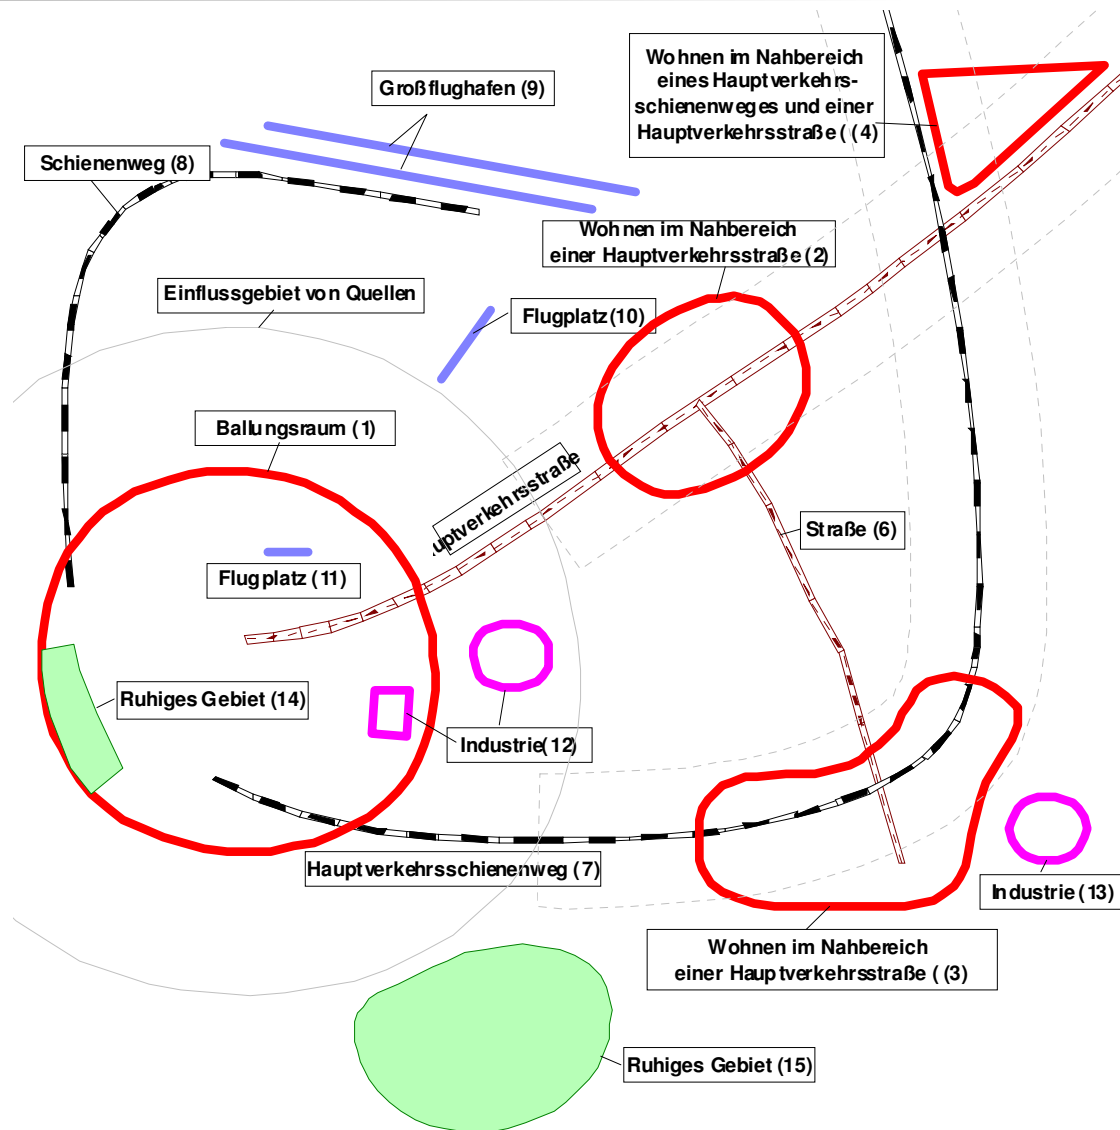 Wohnen im Nahbereich
eines Hauptverkehrs-
schienenweges und einer
Hauptverkehrsstraße ( (4)
Großflughafen (9)
Schienenweg (8)
Wohnen im Nahbereich
einer Hauptverkehrsstraße (2)
Einflussgebiet von Quellen
Flugplatz (10)
Ballungsraum (1)
uptverkehrsstraße
Straße (6)
Flugplatz (11)
Ruhiges Gebiet (14)
Industrie (12)
Hauptverkehrsschienenweg (7)
Industrie (13)
Wohnen im Nahbereich
einer Hauptverkehrsstraße ( (3)
Ruhiges Gebiet (15)